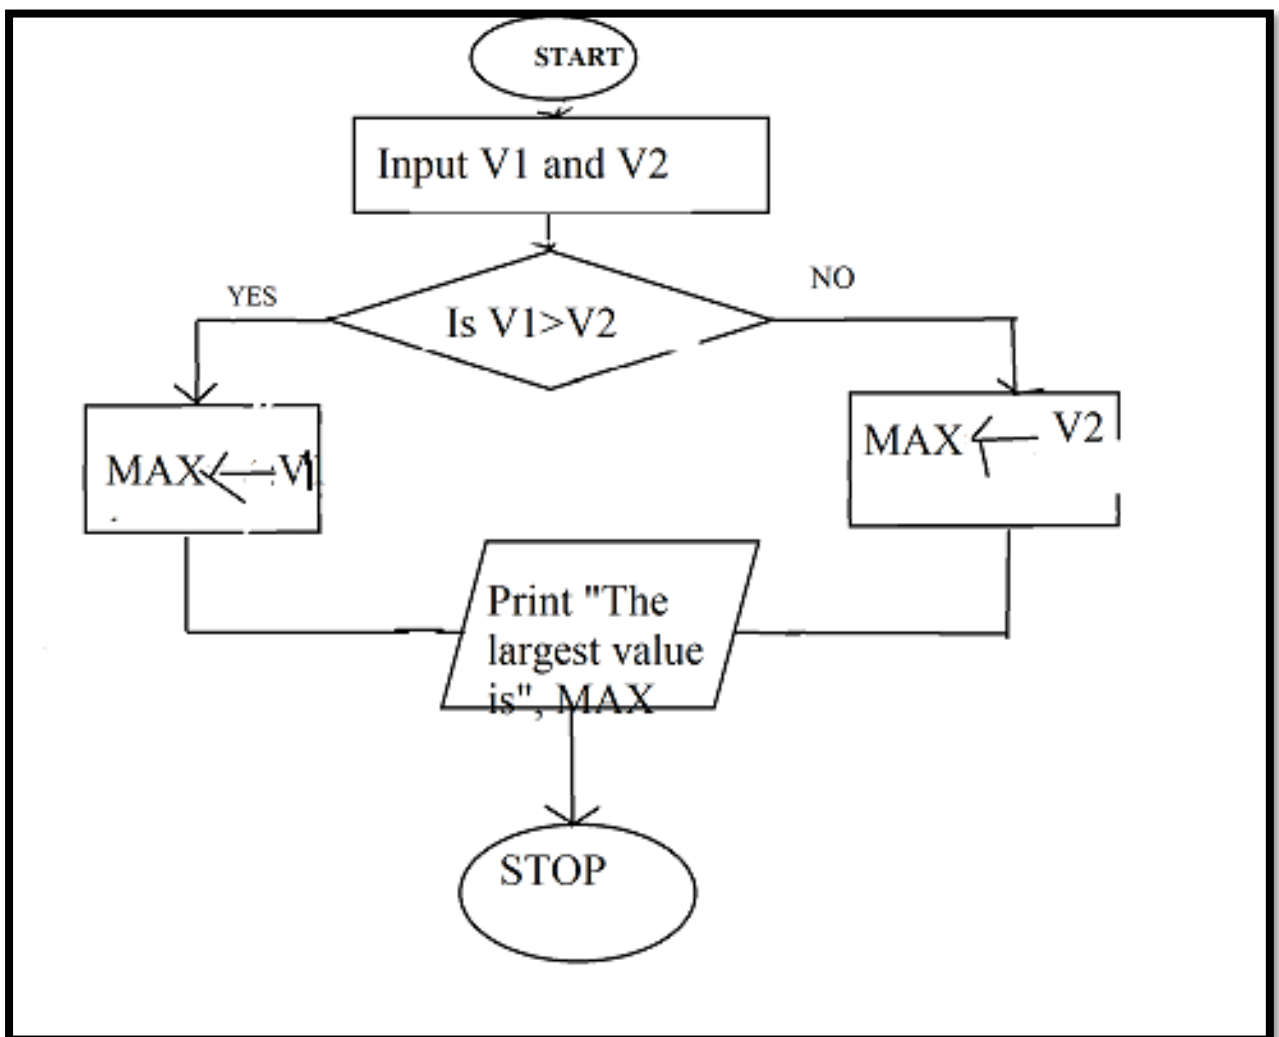 START
Input V1 and V2
YES
NO
Is V1>V2
MAX V1
MAX V2
Print "The
largest value
is", MAX
STOP